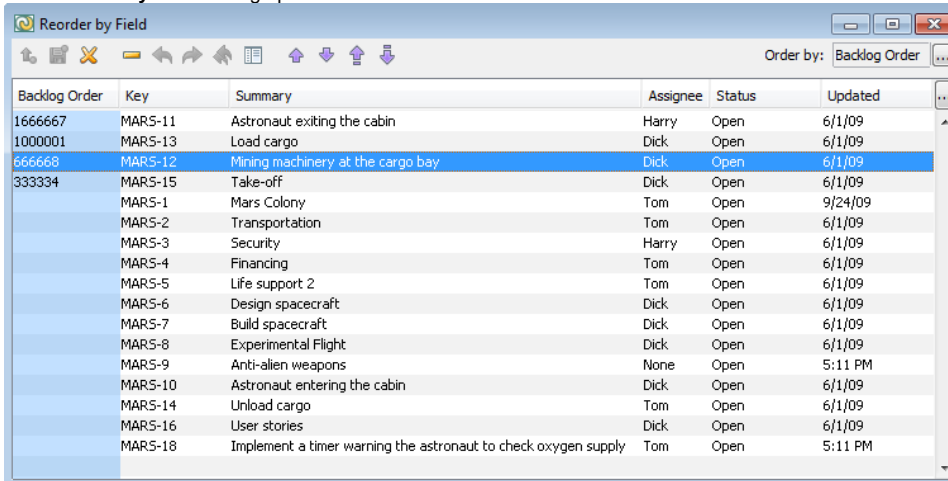 Reorder by Field
Order by: Backlog Order ...
Backlog Order Key Summary Assignee Status Updated ...
1666667 MARS-11 Astronaut exiting the cabin Harry Open 6/1/09
1000001 MARS-13 Load cargo Dick Open 6/1/09
666668 MARS-12 Mining machinery at the cargo bay Dick Open 6/1/09
333334 MARS-15 Take-off Dick Open 6/1/09
MARS-1 Mars Colony Tom Open 9/24/09
MARS-2 Transportation Tom Open 6/1/09
MARS-3 Security Harry Open 6/1/09
MARS-4 Financing Tom Open 6/1/09
MARS-5 Life support 2 Tom Open 6/1/09
MARS-6 Design spacecraft Dick Open 6/1/09
MARS-7 Build spacecraft Dick Open 6/1/09
MARS-8 Experimental Flight Dick Open 6/1/09
MARS-9 Anti-alien weapons None Open 5:11 PM
MARS-10 Astronaut entering the cabin Dick Open 6/1/09
MARS-14 Unload cargo Tom Open 6/1/09
MARS-16 User stories Dick Open 6/1/09
MARS-18 Implement a timer warning the astronaut to check oxygen supply Tom Open 5:11 PM